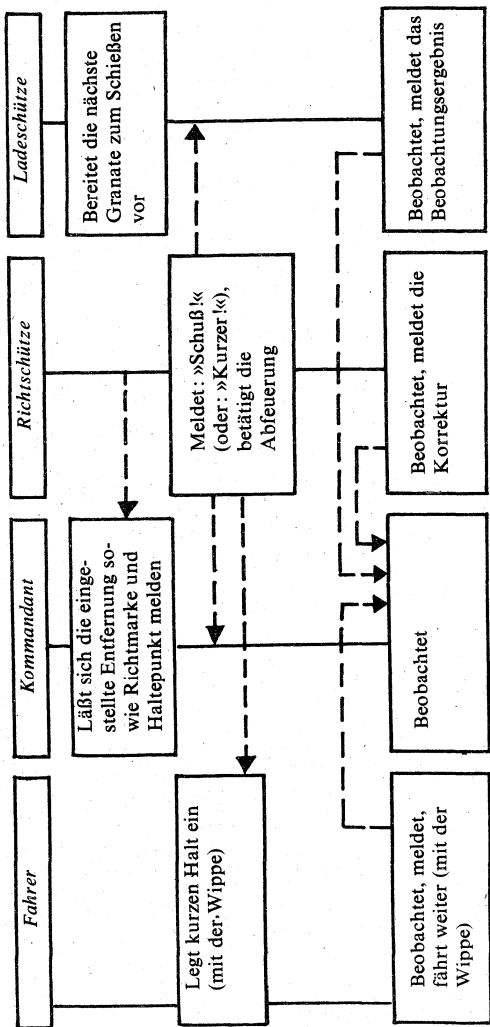 Fahrer
Kommandant
Richtschütze
Ladeschütze
Läßt sich die einge-
stellte Entfernung so-
wie Richtmarke und
Haltepunkt melden
Bereitet die nächste
Granate zum Schießen
vor
Legt kurzen Halt ein
(mit der Wippe)
Meldet: »Schuß!«
(oder: »Kurzer!«),
betätigt die
Abfeuerung
Beobachtet, meldet,
fährt weiter (mit der
Wippe)
Beobachtet
Beobachtet, meldet die
Korrektur
Beobachtet, meldet das
Beobachtungsergebnis